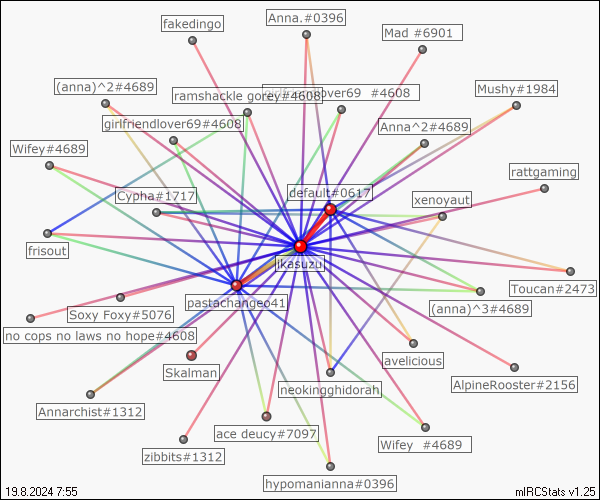 fakedingo
Anna.#0396
Mad #6901
(anna)^2#4689
ramshackle gorey#4608
#4608
Mushy#1984
girlfriendlover69#4608
Anna^2#4689
Wifey#4689
rattgaming
Cypha#1717
default#0617
xenoyaut
frisout
ikasuzu
Toucan#2473
pastachangeo41
(anna)^3#4689
Soxy Foxy#5076
no cops no laws no hope#4608
avelicious
Skalman
neokingghidorah
AlpineRooster#2156
Annarchist#1312
ace deucy#7097
Wifey #4689
zibbits#1312
hypomanianna#0396
19.8.2024 7:55
mIRCStats v1.25